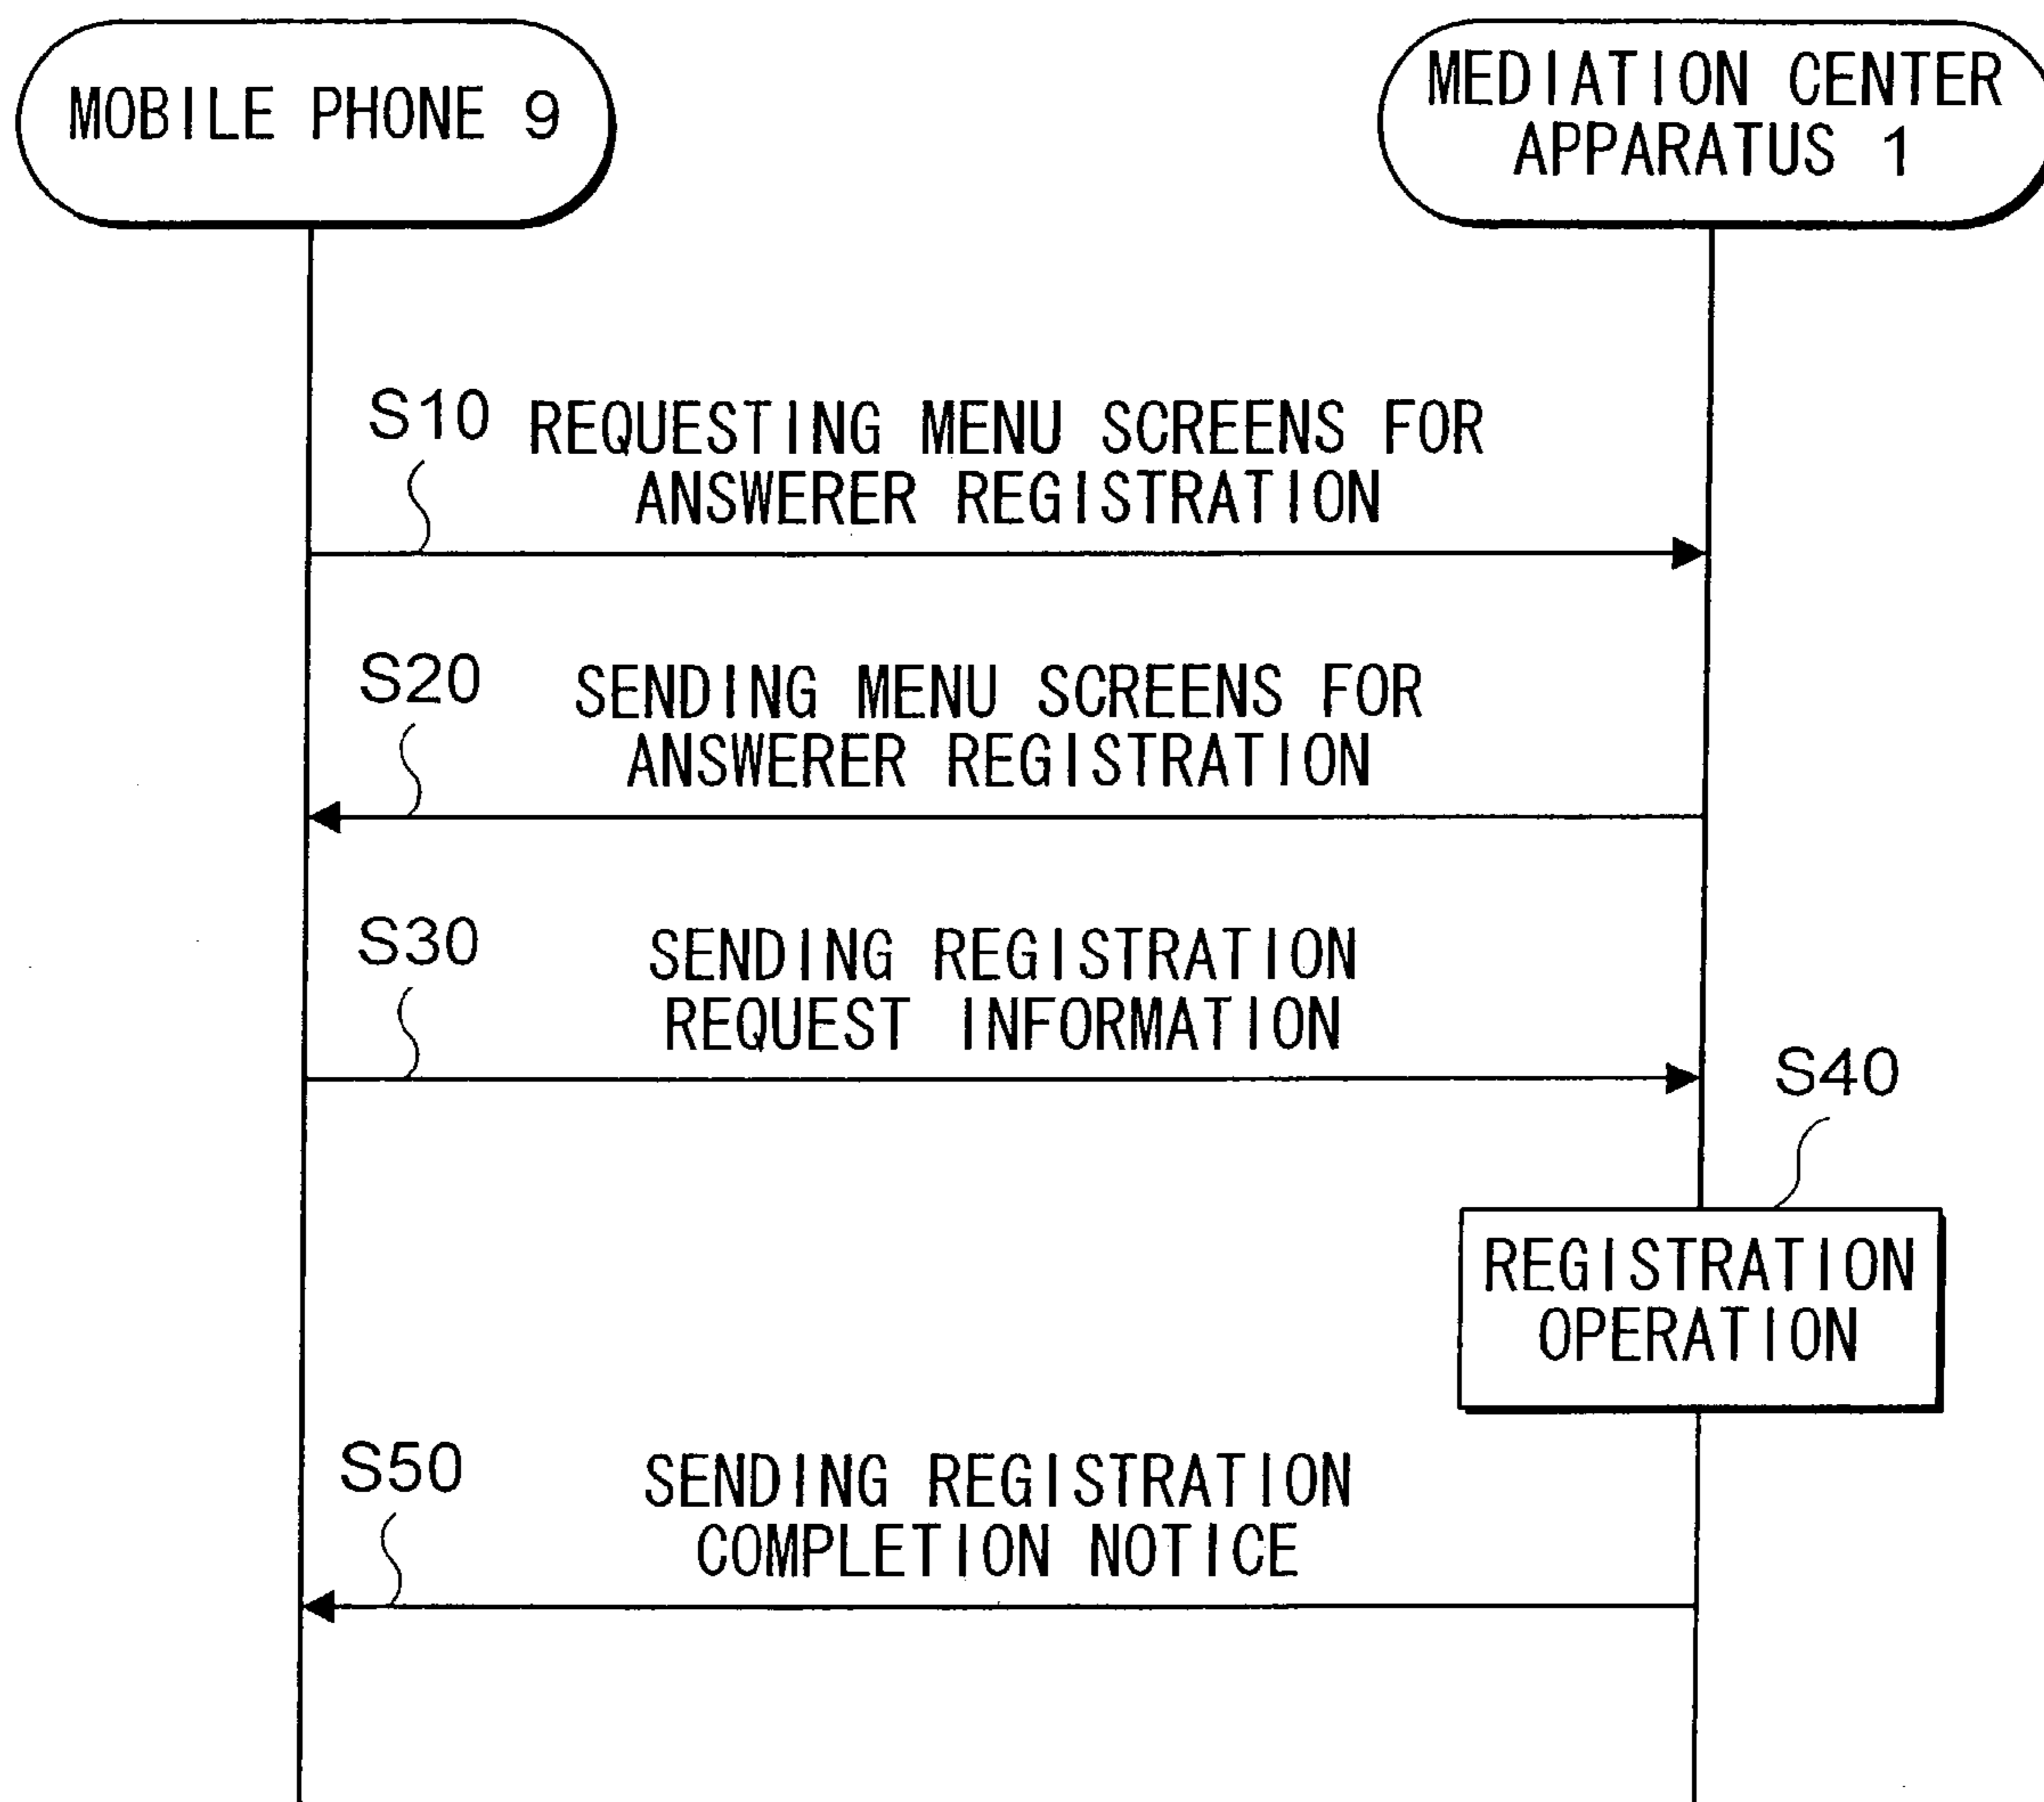 MOBILE PHONE 9
MEDIATION CENTER
APPARATUS 1
S10
REQUESTING MENU SCREENS FOR
ANSWERER REGISTRATION
S20
SENDING MENU SCREENS FOR
ANSWERER REGISTRATION
S30
SENDING REGISTRATION
REQUEST INFORMATION
S40
REGISTRATION
OPERATION
S50
SENDING REGISTRATION
COMPLETION NOTICE